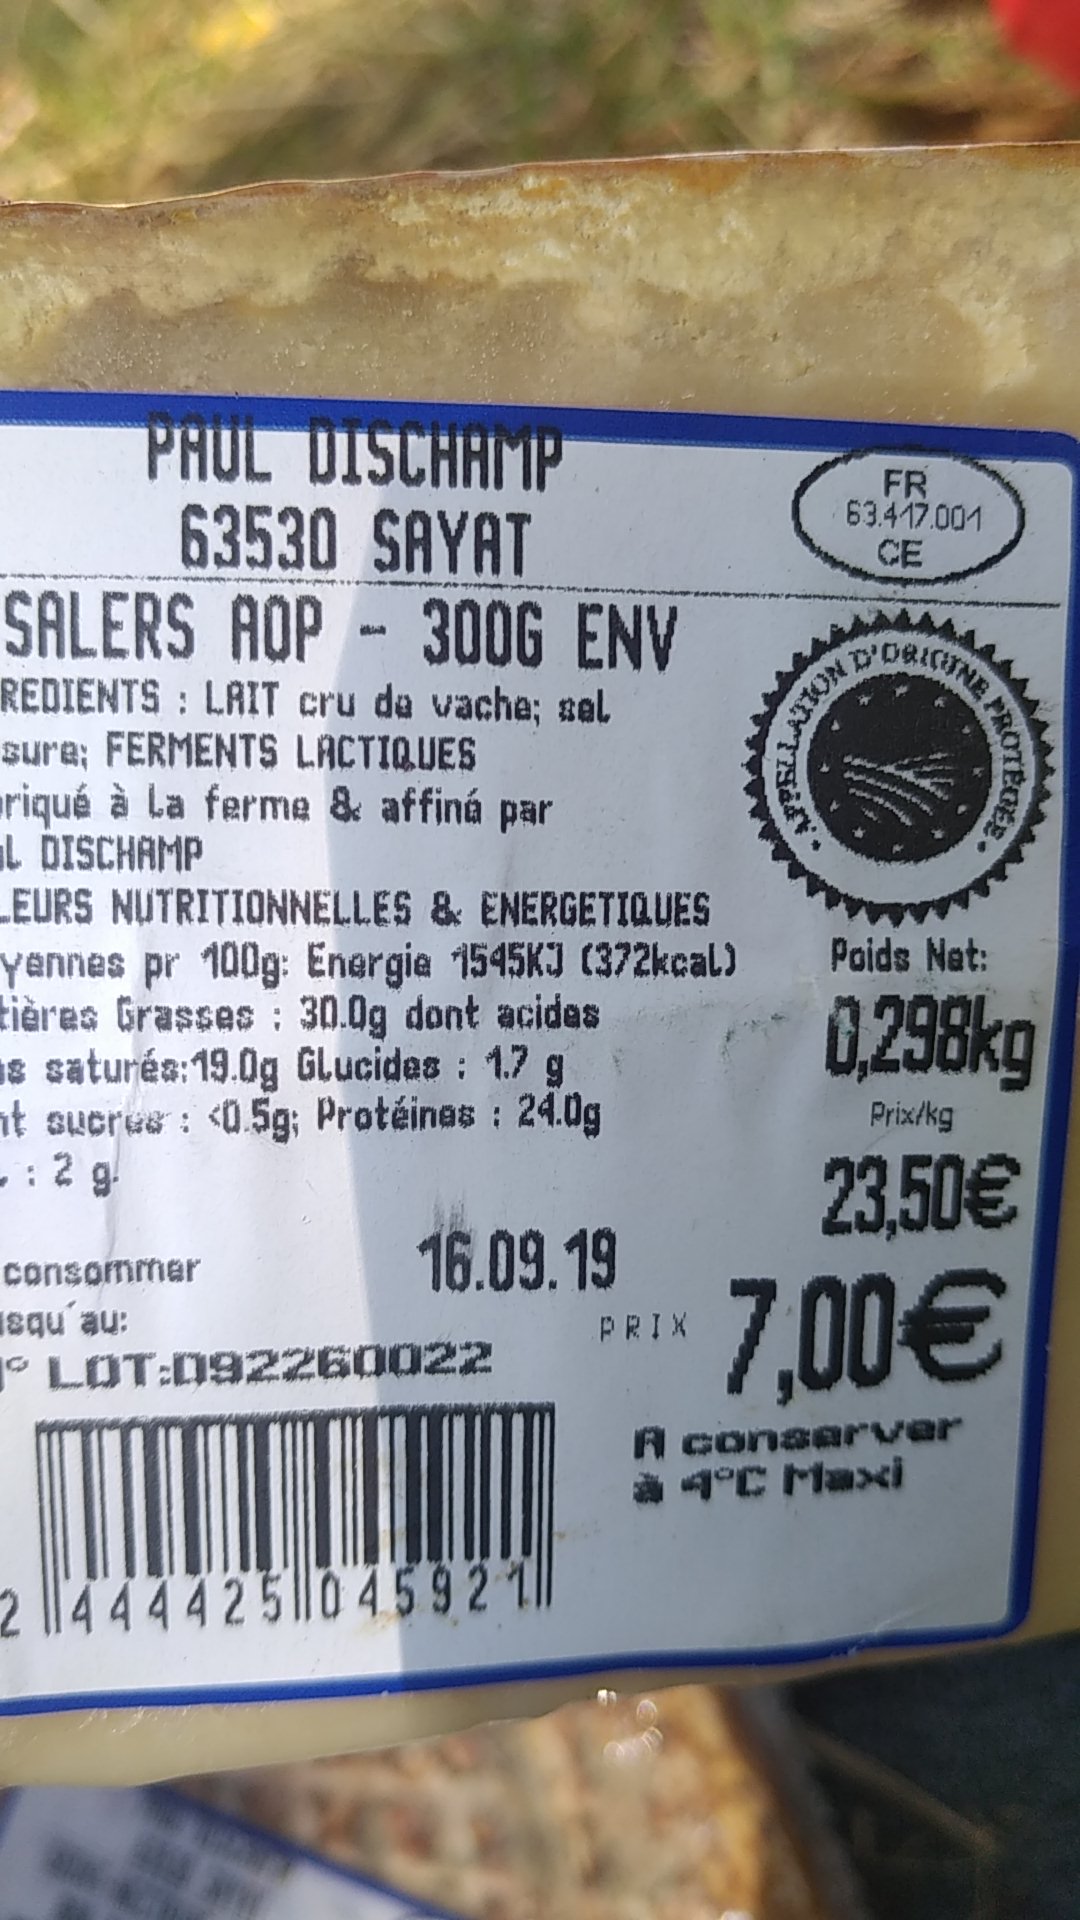 PAUL DISCHAMP
63530 SAYAT
FR
63.417.001
CE
SALERS AOP - 300G ENV
REDIENTS : LAIT cru de vache; sel
sure; FERMENTS LACTIQUES
riqué à la ferme & affiné par
L DISCHAMP
APPELLATION D'ORIGINE PROTÉGÉE
LEURS NUTRITIONNELLES & ENERGETIQUES
yennes pr 100g: Energie 1545KJ (372kcal)
tières Grasses : 30.0g dont acides
s saturés:19.0g Glucides : 1.7 g
nt sucres : <0.5g; Protéines : 24.0g
: 2 g.
Poids Net:
0,298kg
Prix/kg
23,50€
consommer 16.09.19
squ'au:
PRIX 7,00€
° LOT:092260022
A conserver
à 4°C Maxi
2 444425 045921